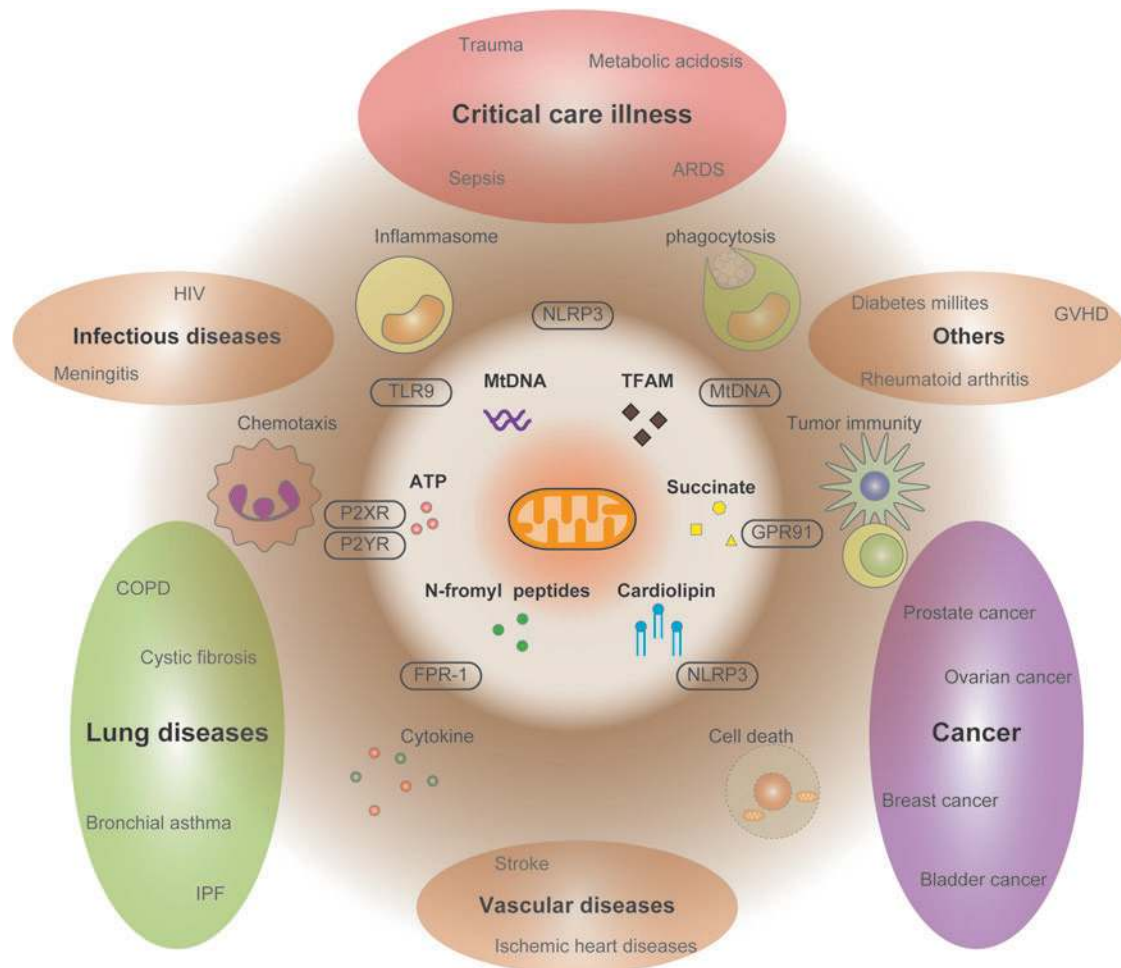 Trauma
Metabolic acidosis
Critical care illness
Sepsis
ARDS
Inflammasome
phagocytosis
HIV
Infectious diseases
Meningitis
Diabetes millites
GVHD
Others
Rheumatoid arthritis
NLRP3
TLR9
MtDNA
TFAM
MtDNA
Chemotaxis
Tumor immunity
ATP
P2XR
P2YR
Succinate
GPR91
N-fromyl peptides
Cardiolipin
FPR-1
NLRP3
COPD
Cystic fibrosis
Lung diseases
Bronchial asthma
IPF
Prostate cancer
Ovarian cancer
Cancer
Breast cancer
Bladder cancer
Cytokine
Cell death
Stroke
Vascular diseases
Ischemic heart diseases